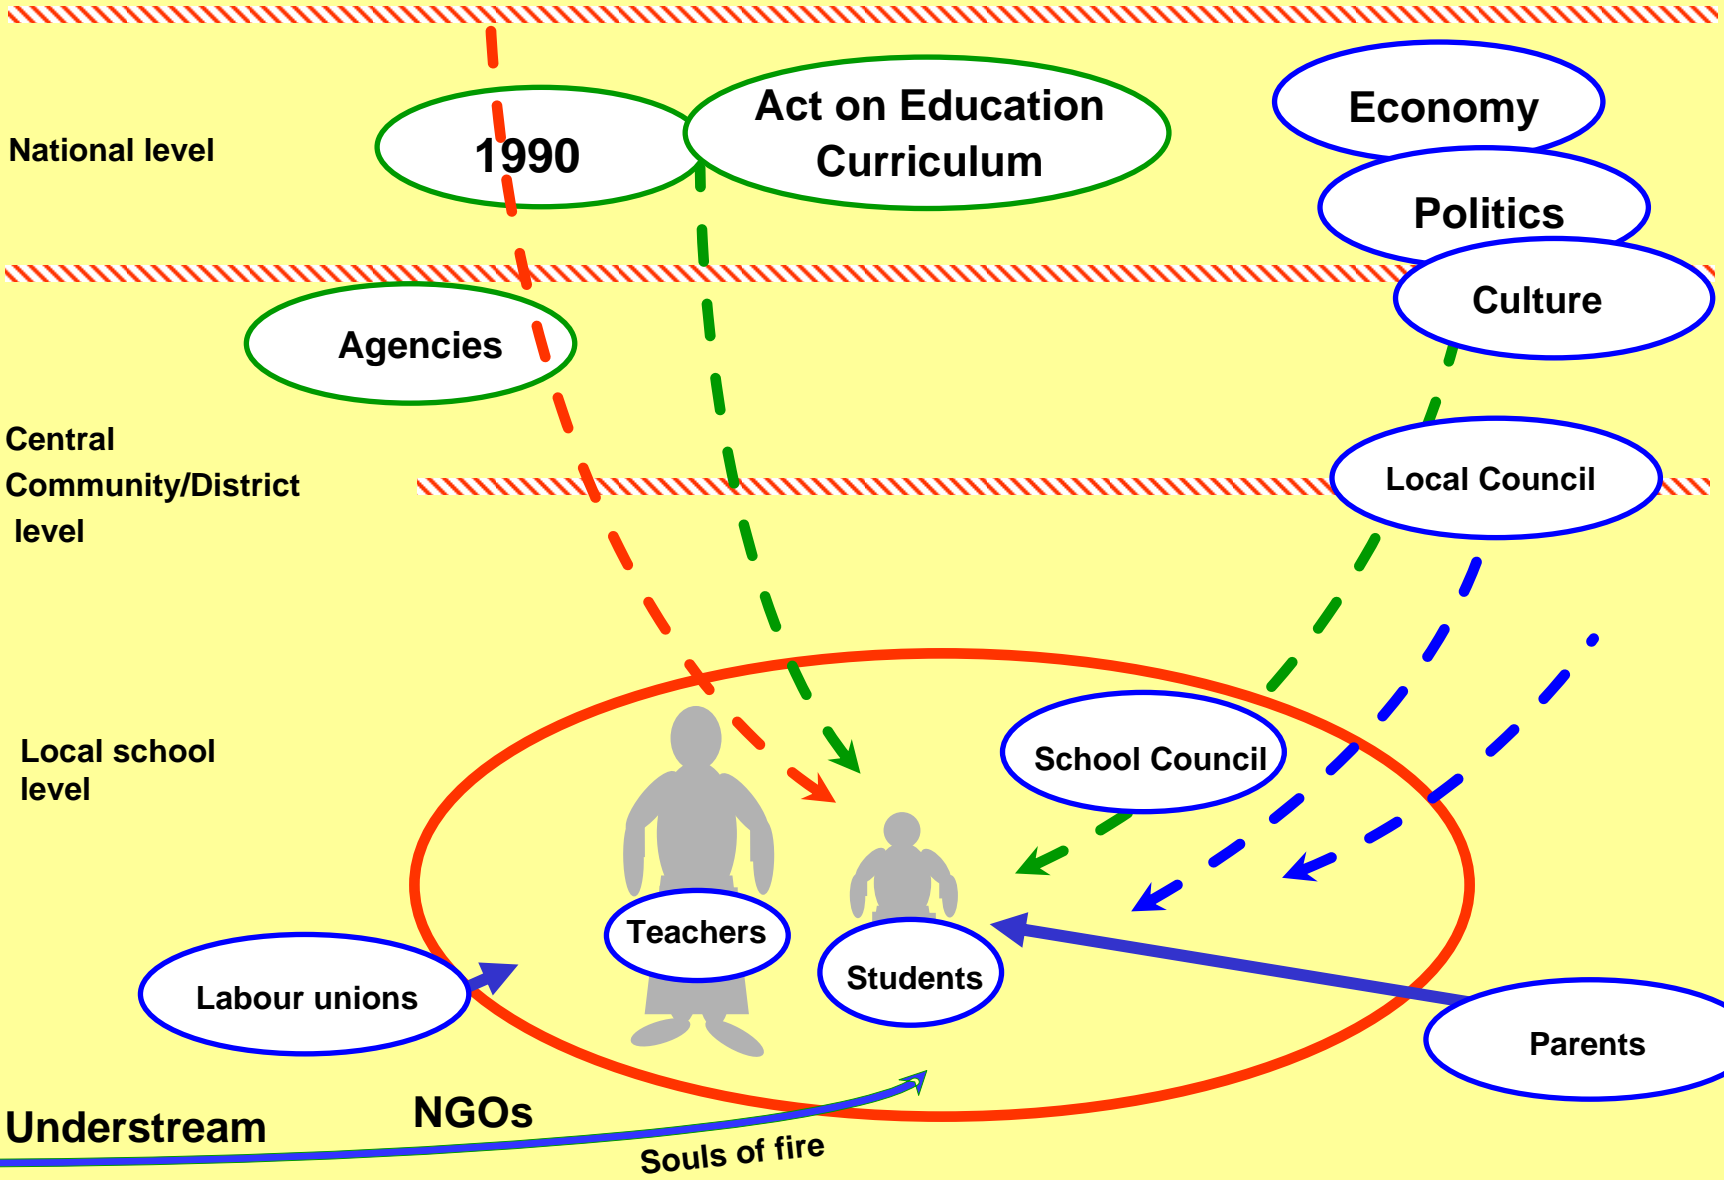 National level
1990
Act on Education
Curriculum
Economy
Politics
Culture
Agencies
Central
Community/District
level
Local Council
Local school
level
School Council
Teachers
Students
Labour unions
Parents
Understream
NGOs
Souls of fire